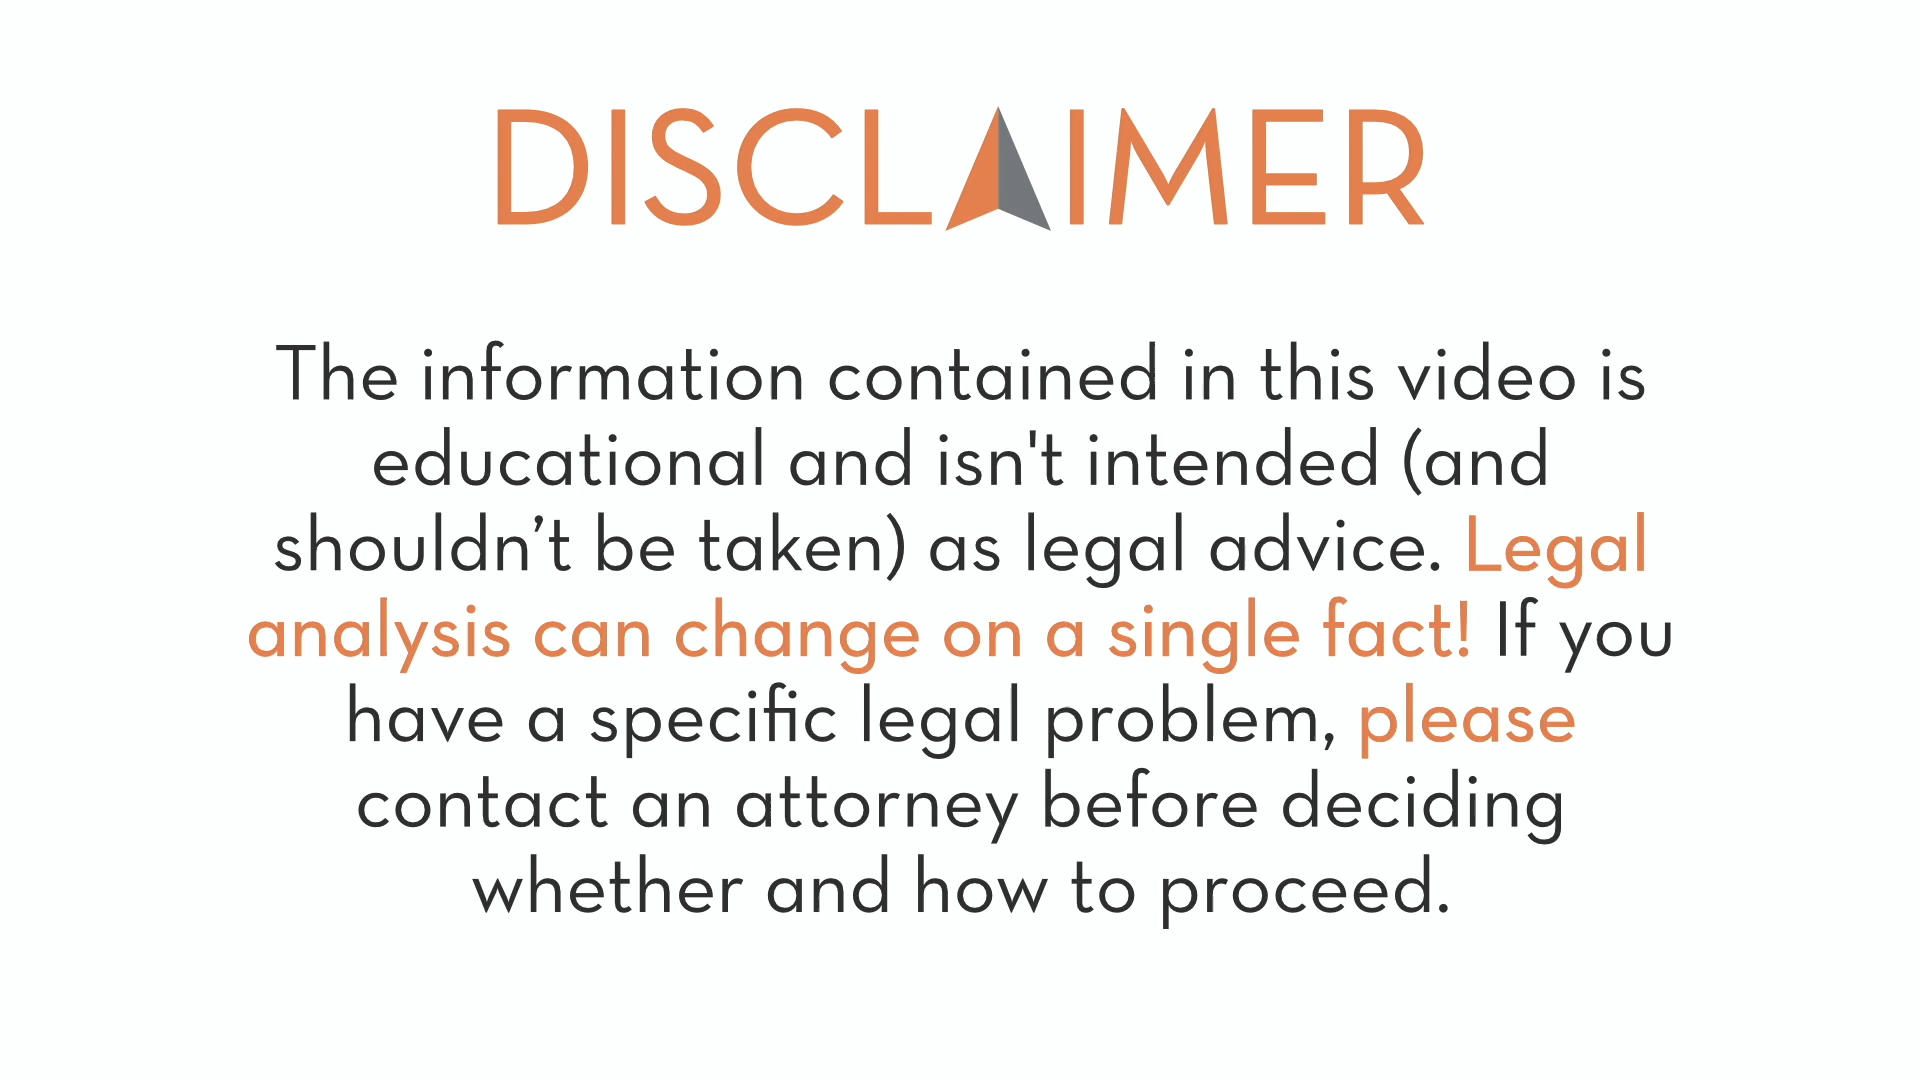 DISCLAIMER
The information contained in this video is
educational and isn't intended (and
shouldn’t be taken) as legal advice. Legal
analysis can change on a single fact! If you
have a specific legal problem, please
contact an attorney before deciding
whether and how to proceed.